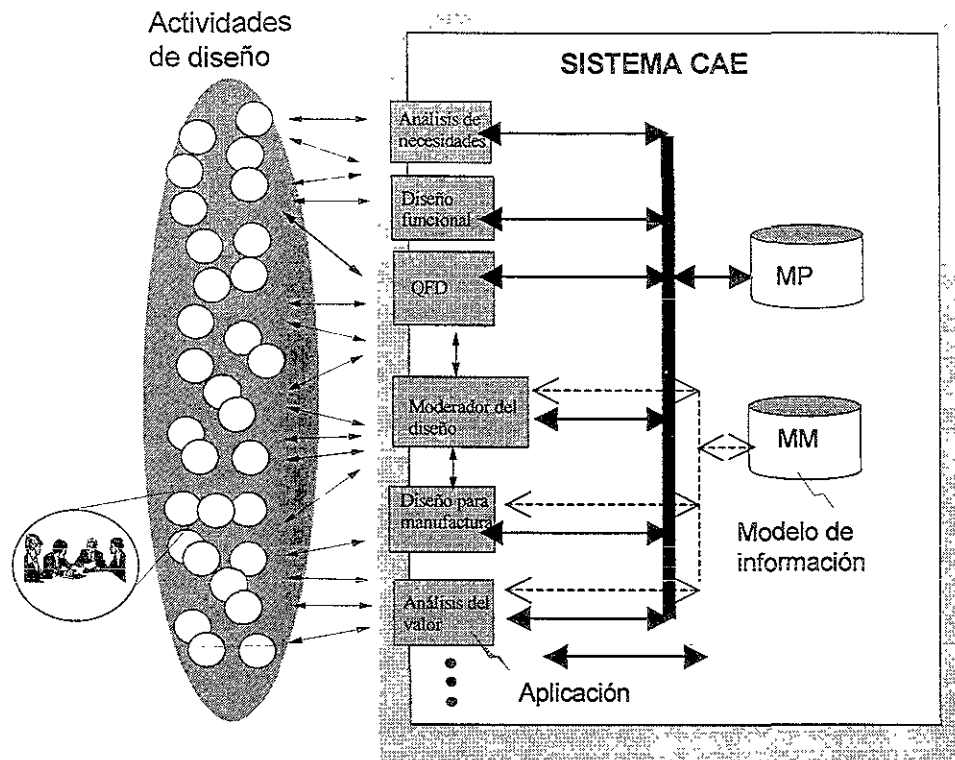 Actividades
de diseño
SISTEMA CAE
Análisis de
necesidades
Diseño
funcional
QFD
Moderador del
diseño
Diseño para
manufactura
Análisis del
valor
MP
MM
Modelo de
información
Aplicación